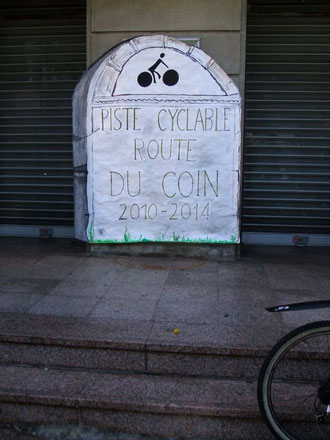 PISTE CYCLABLE
ROUTE
DU COIN
2010-2014